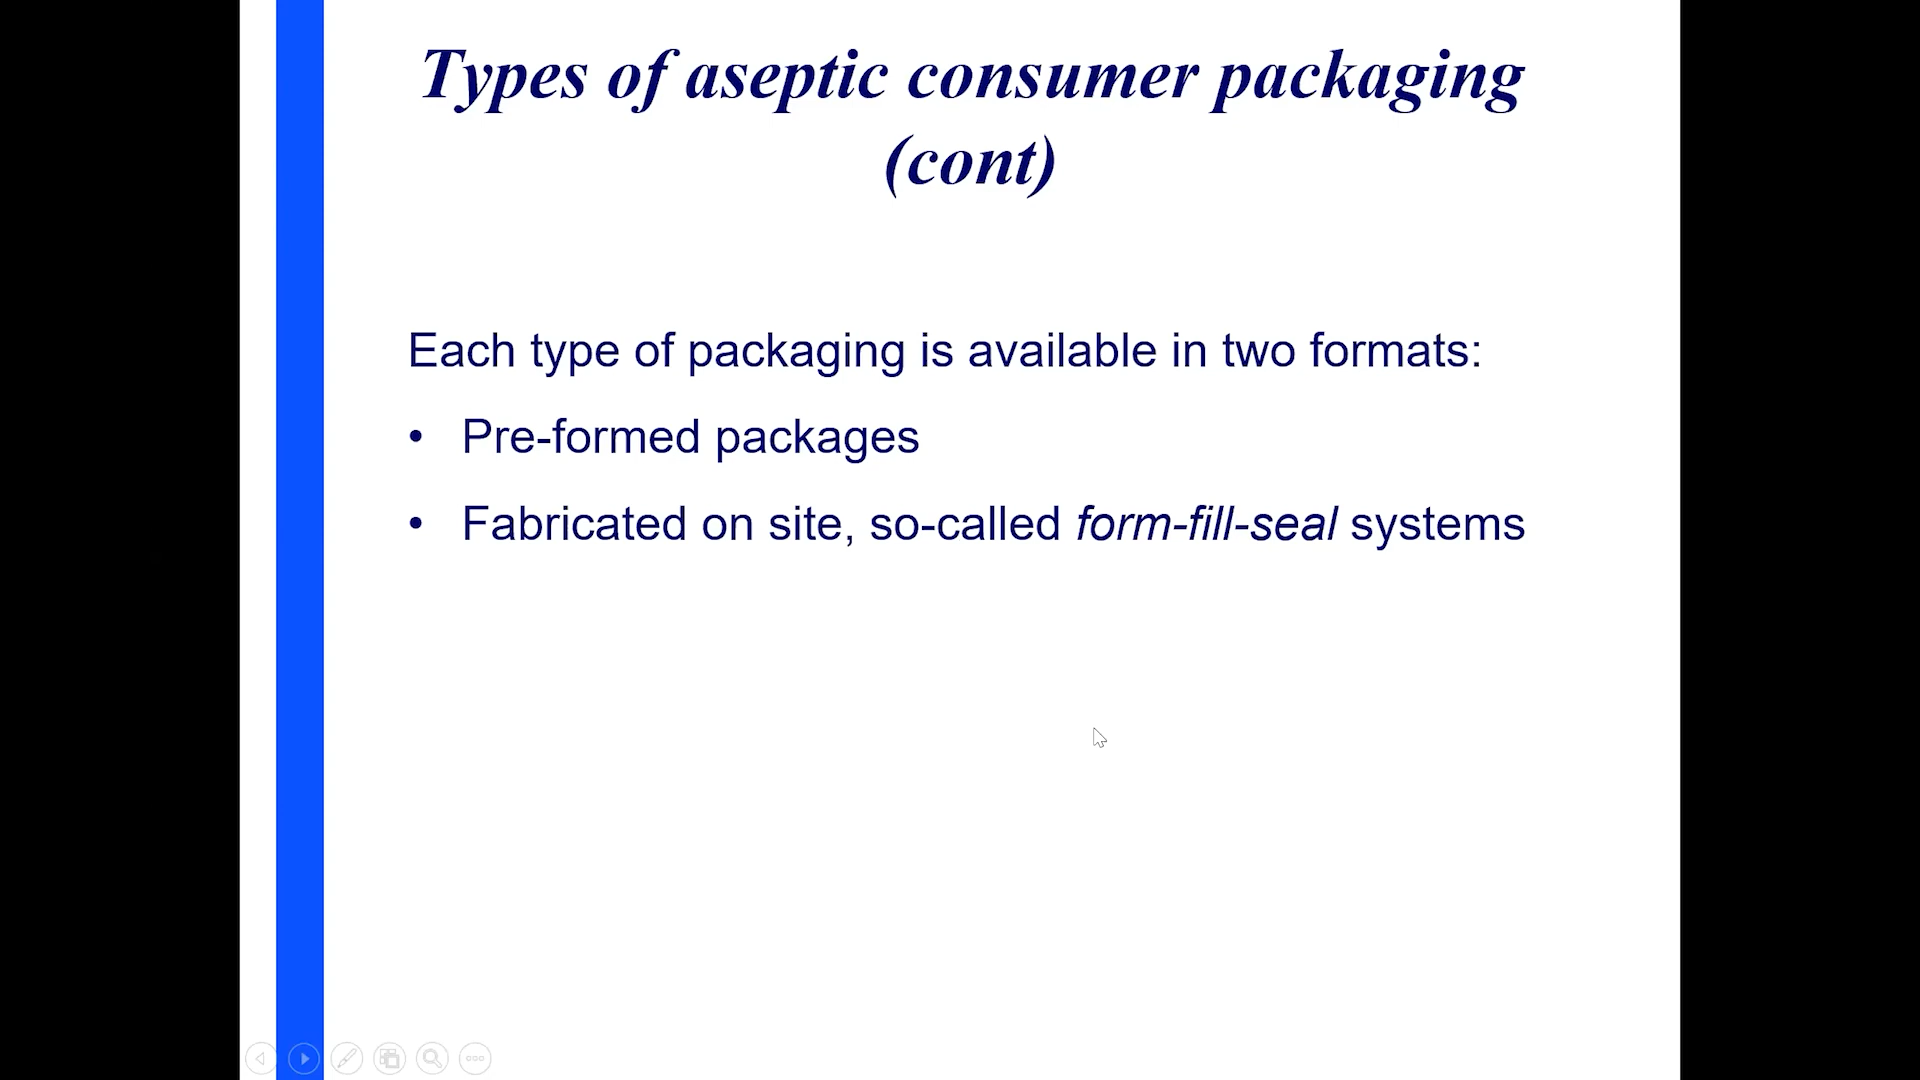 Types of aseptic consumer packaging
(cont)
Each type of packaging is available in two formats:
• Pre-formed packages
• Fabricated on site, so-called form-fill-seal systems